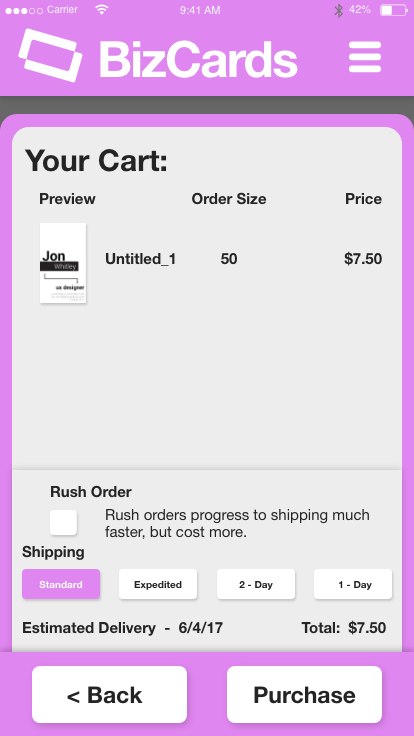 Carrier 9:41 AM 42%
BizCards
Your Cart:
Preview Order Size Price
Jon
Whitley
ux designer
Untitled_1 50 $7.50
Rush Order
Rush orders progress to shipping much
faster, but cost more.
Shipping
Standard Expedited 2 - Day 1 - Day
Estimated Delivery - 6/4/17 Total: $7.50
< Back Purchase